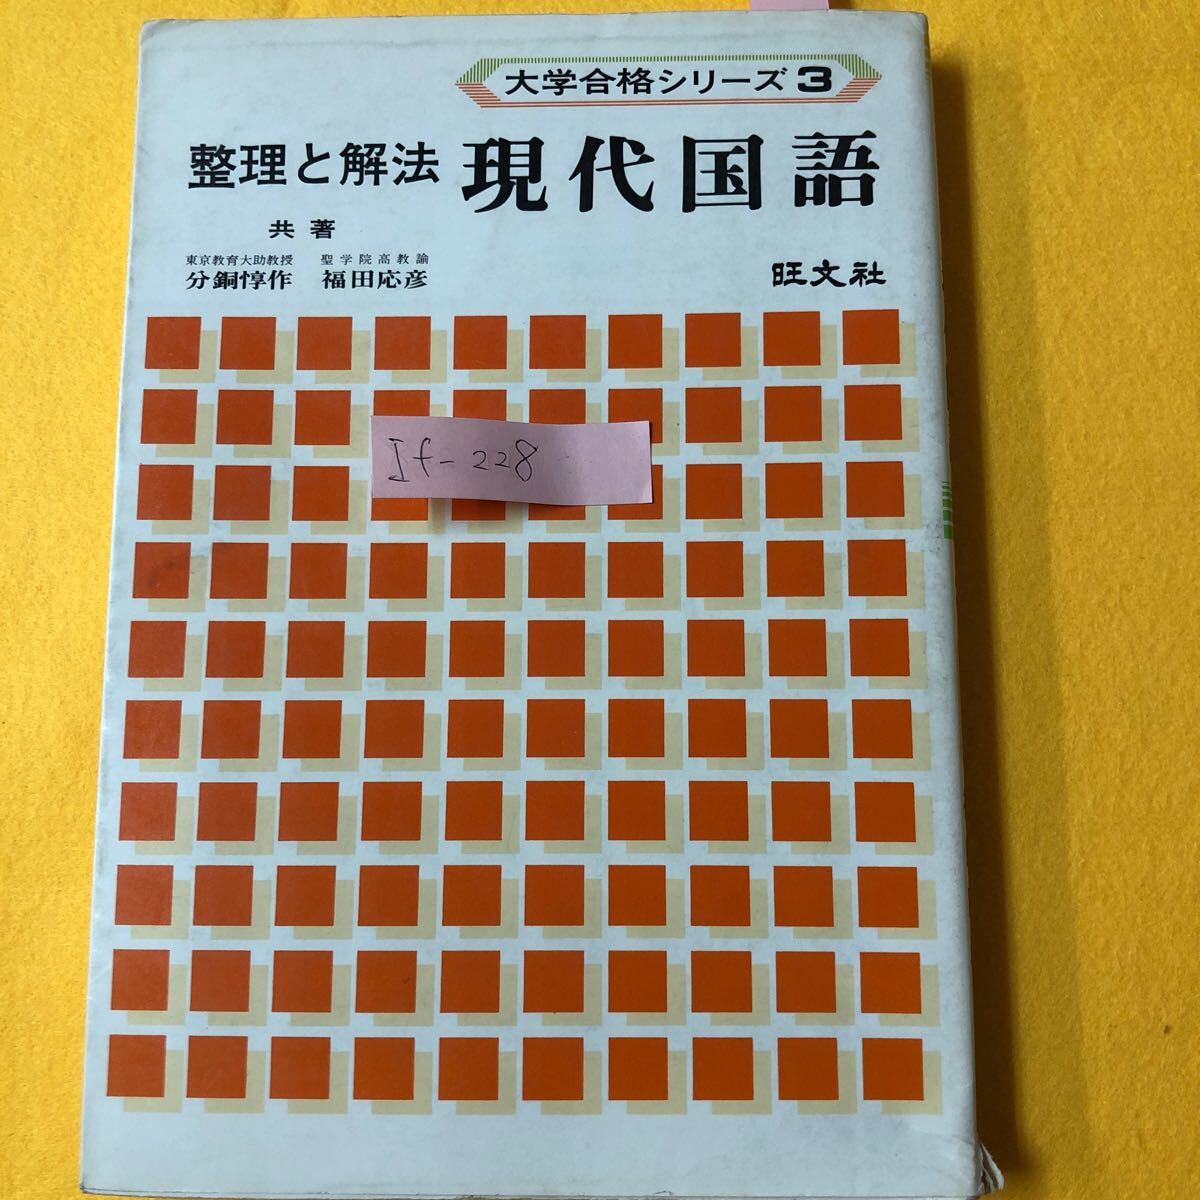 大学合格シリーズ3
整理と解法 現代国語
共著
東京教育大助教授 聖学院高教諭
分銅惇作 福田応彦
旺文社
If-228